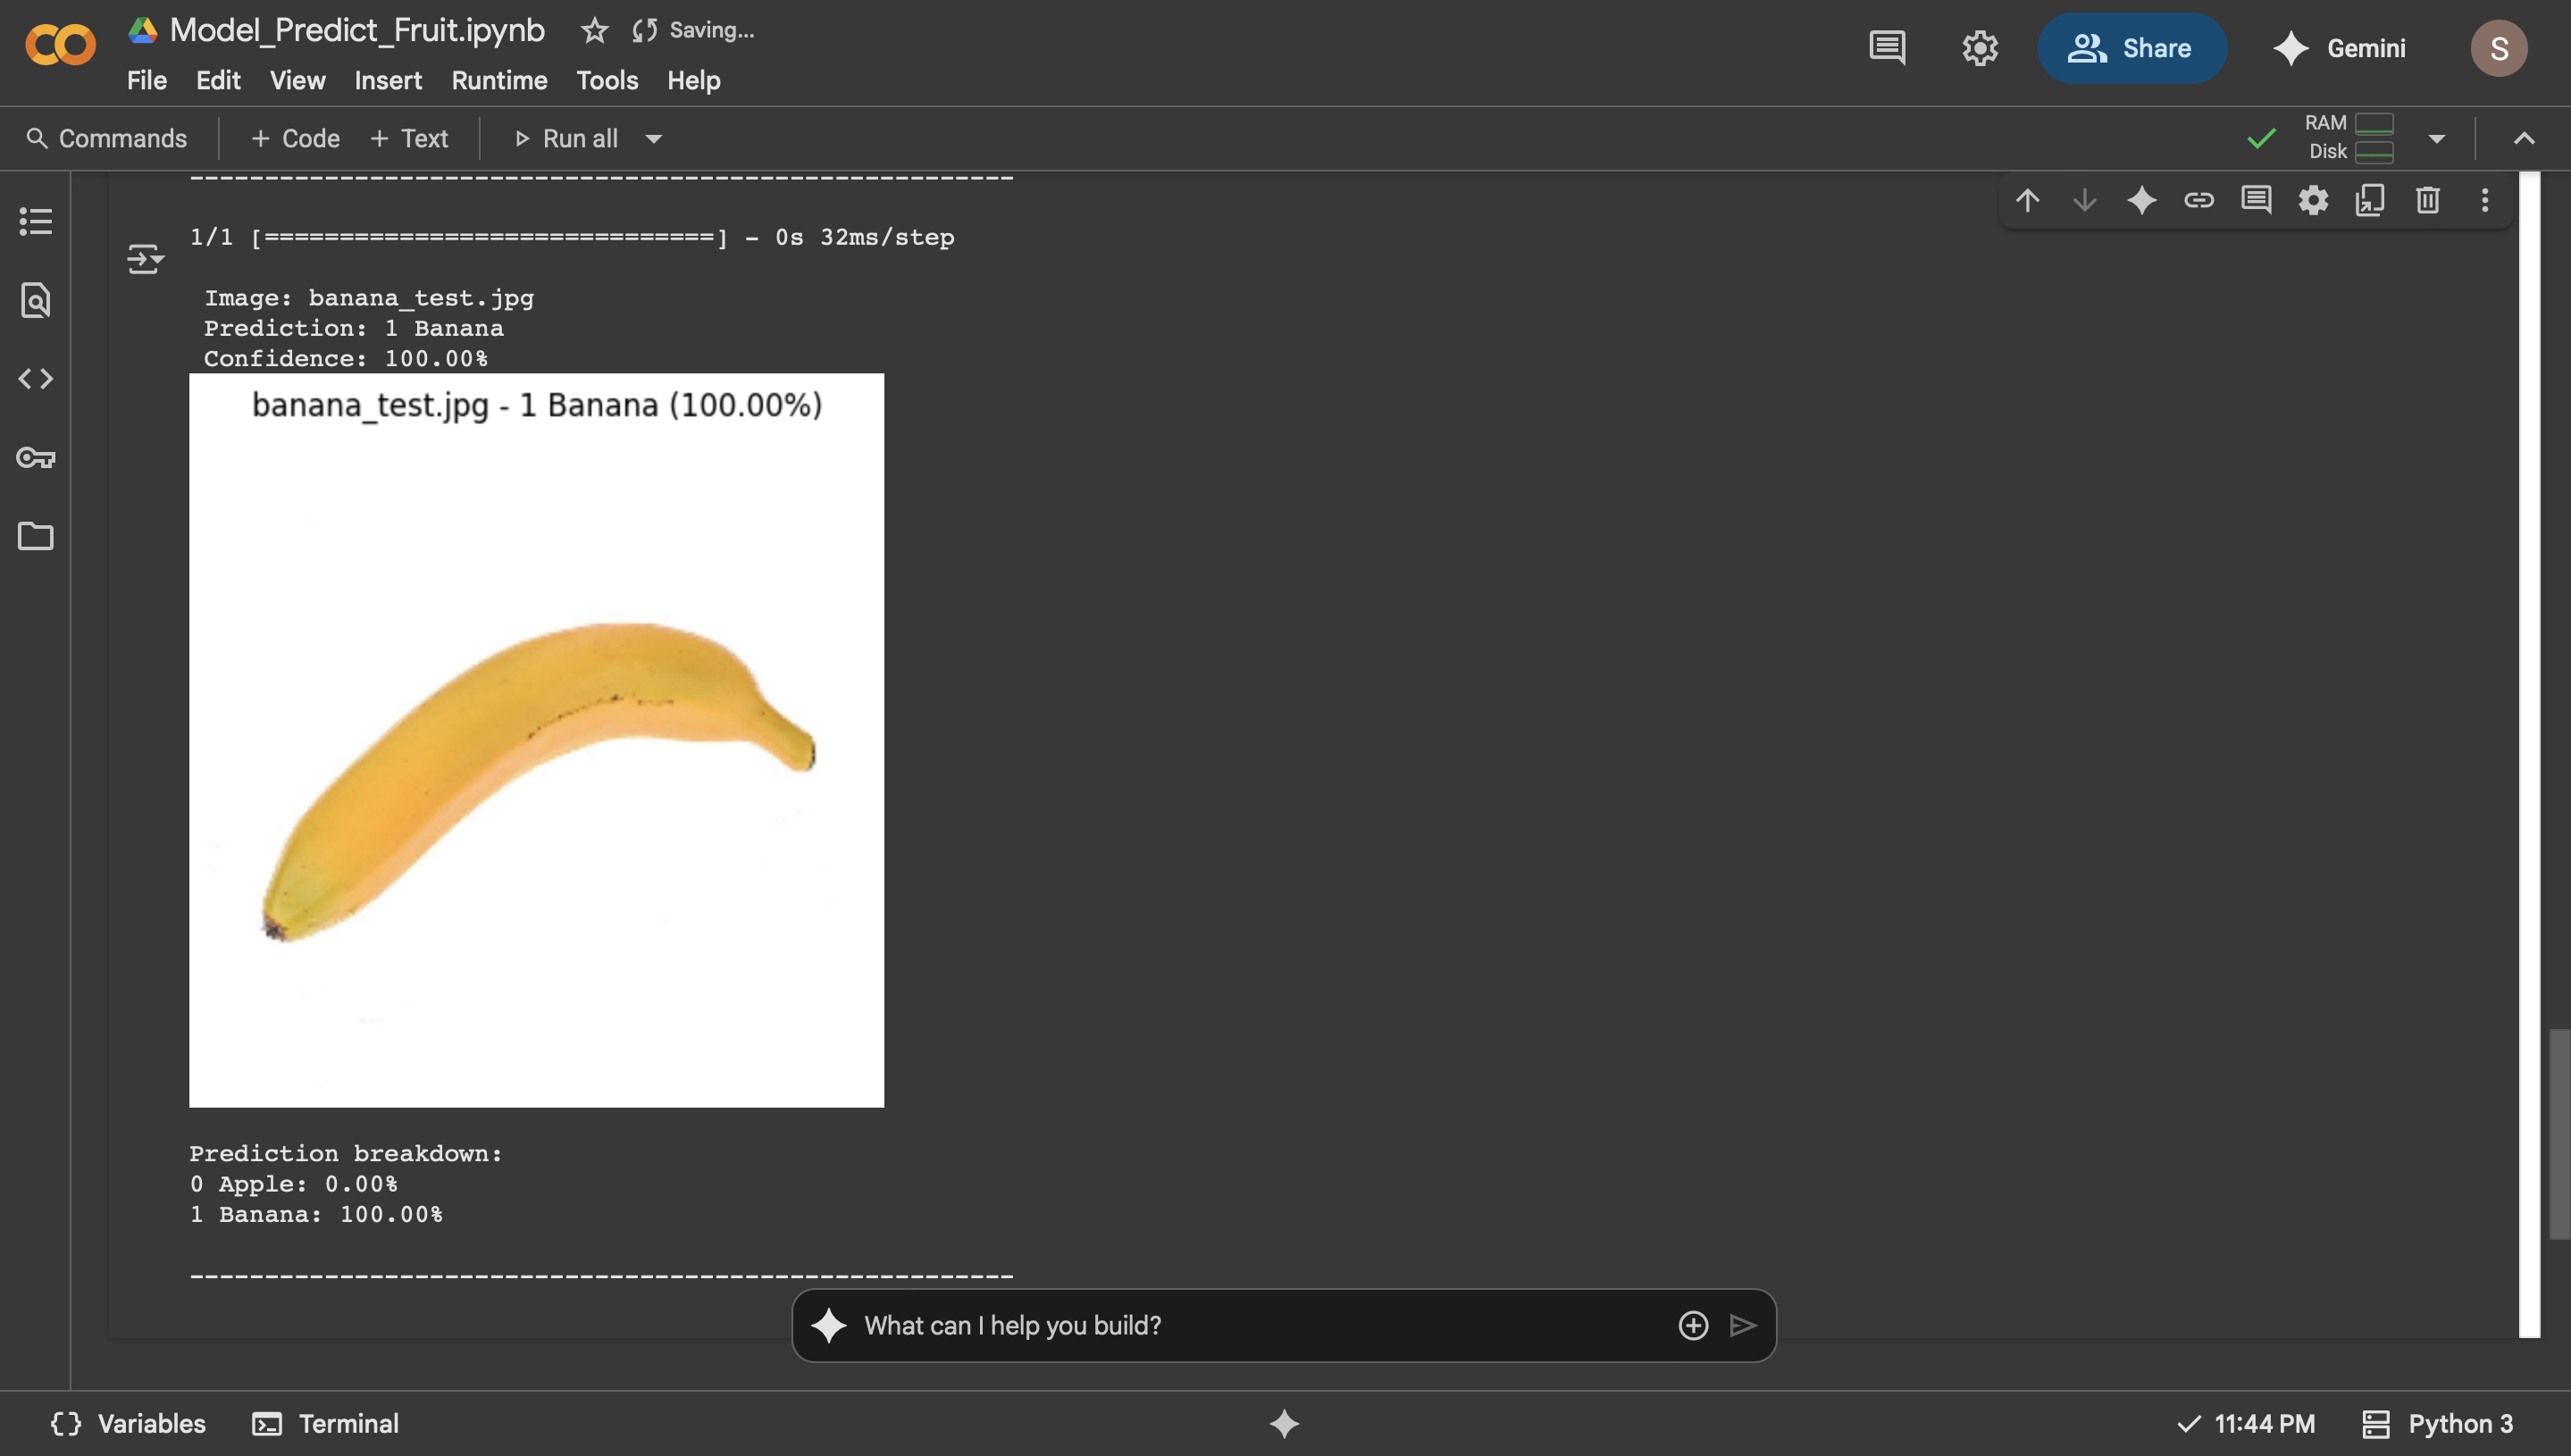 Model_Predict_Fruit.ipynb Saving...
Share Gemini S
File Edit View Insert Runtime Tools Help
Commands + Code + Text Run all
RAM
Disk
-------------------------------------------------------
1/1 [==============================] - 0s 32ms/step
Image: banana_test.jpg
Prediction: 1 Banana
Confidence: 100.00%
banana_test.jpg - 1 Banana (100.00%)
Prediction breakdown:
0 Apple: 0.00%
1 Banana: 100.00%
-------------------------------------------------------
What can I help you build?
Variables Terminal 11:44 PM Python 3